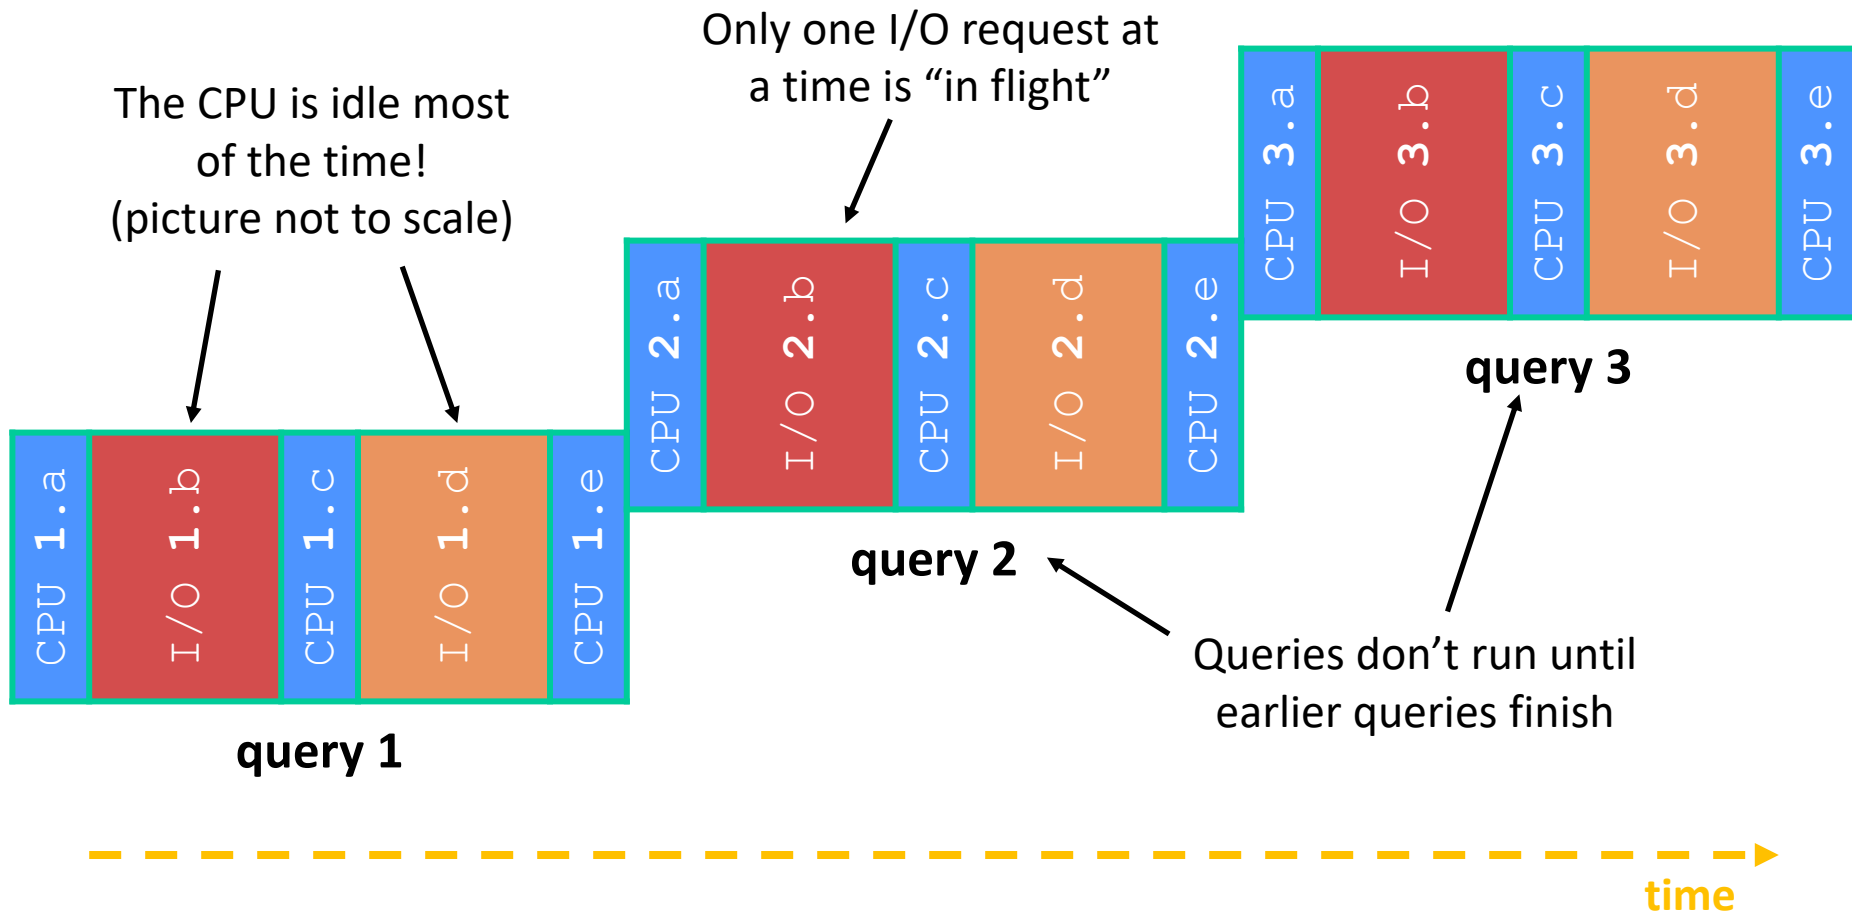 Only one I/O request at
a time is “in flight”
The CPU is idle most
of the time!
(picture not to scale)
CPU 1.a
I/O 1.b
CPU 1.c
I/O 1.d
CPU 1.e
query 1
CPU 2.a
I/O 2.b
CPU 2.c
I/O 2.d
CPU 2.e
query 2
CPU 3.a
I/O 3.b
CPU 3.c
I/O 3.d
CPU 3.e
query 3
Queries don’t run until
earlier queries finish
time